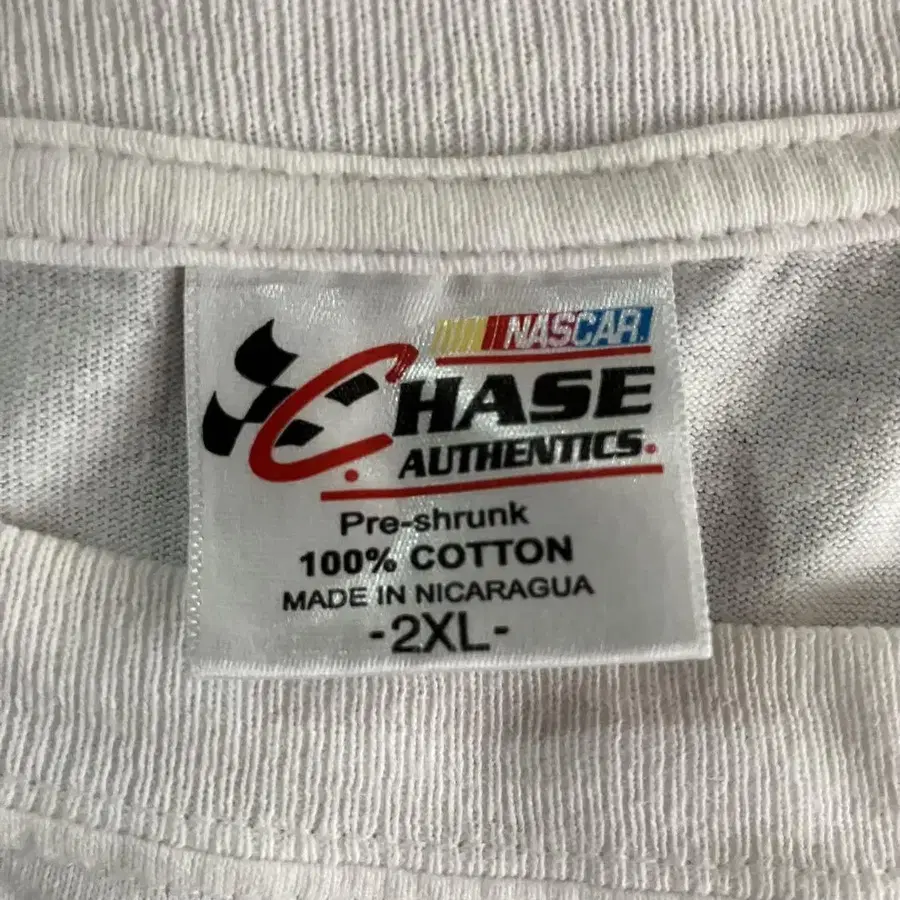 NASCAR.
CHASE
AUTHENTICS.
Pre-shrunk
100% COTTON
MADE IN NICARAGUA
-2XL-